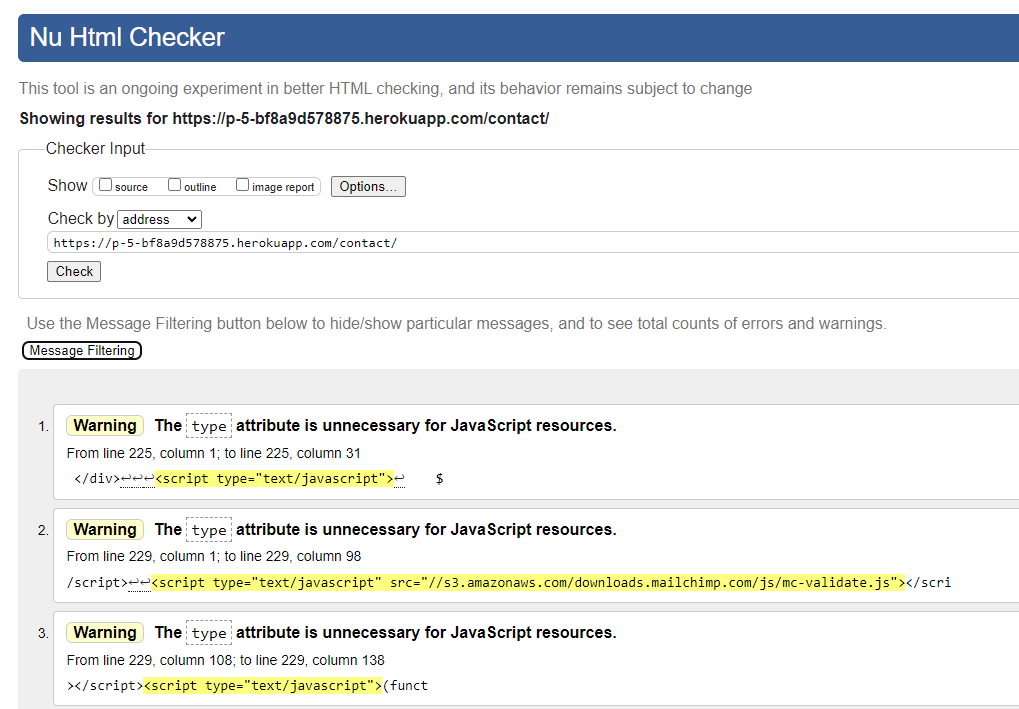 Nu Html Checker
This tool is an ongoing experiment in better HTML checking, and its behavior remains subject to change
Showing results for https://p-5-bf8a9d578875.herokuapp.com/contact/
Checker Input
Show source outline image report Options...
Check by address
https://p-5-bf8a9d578875.herokuapp.com/contact/
Check
Use the Message Filtering button below to hide/show particular messages, and to see total counts of errors and warnings.
Message Filtering
1. Warning The type attribute is unnecessary for JavaScript resources.
From line 225, column 1; to line 225, column 31
</div>↩↩↩<script type="text/javascript">↩ $
2. Warning The type attribute is unnecessary for JavaScript resources.
From line 229, column 1; to line 229, column 98
/script>↩↩<script type="text/javascript" src="//s3.amazonaws.com/downloads.mailchimp.com/js/mc-validate.js"></scri
3. Warning The type attribute is unnecessary for JavaScript resources.
From line 229, column 108; to line 229, column 138
></script><script type="text/javascript">(funct